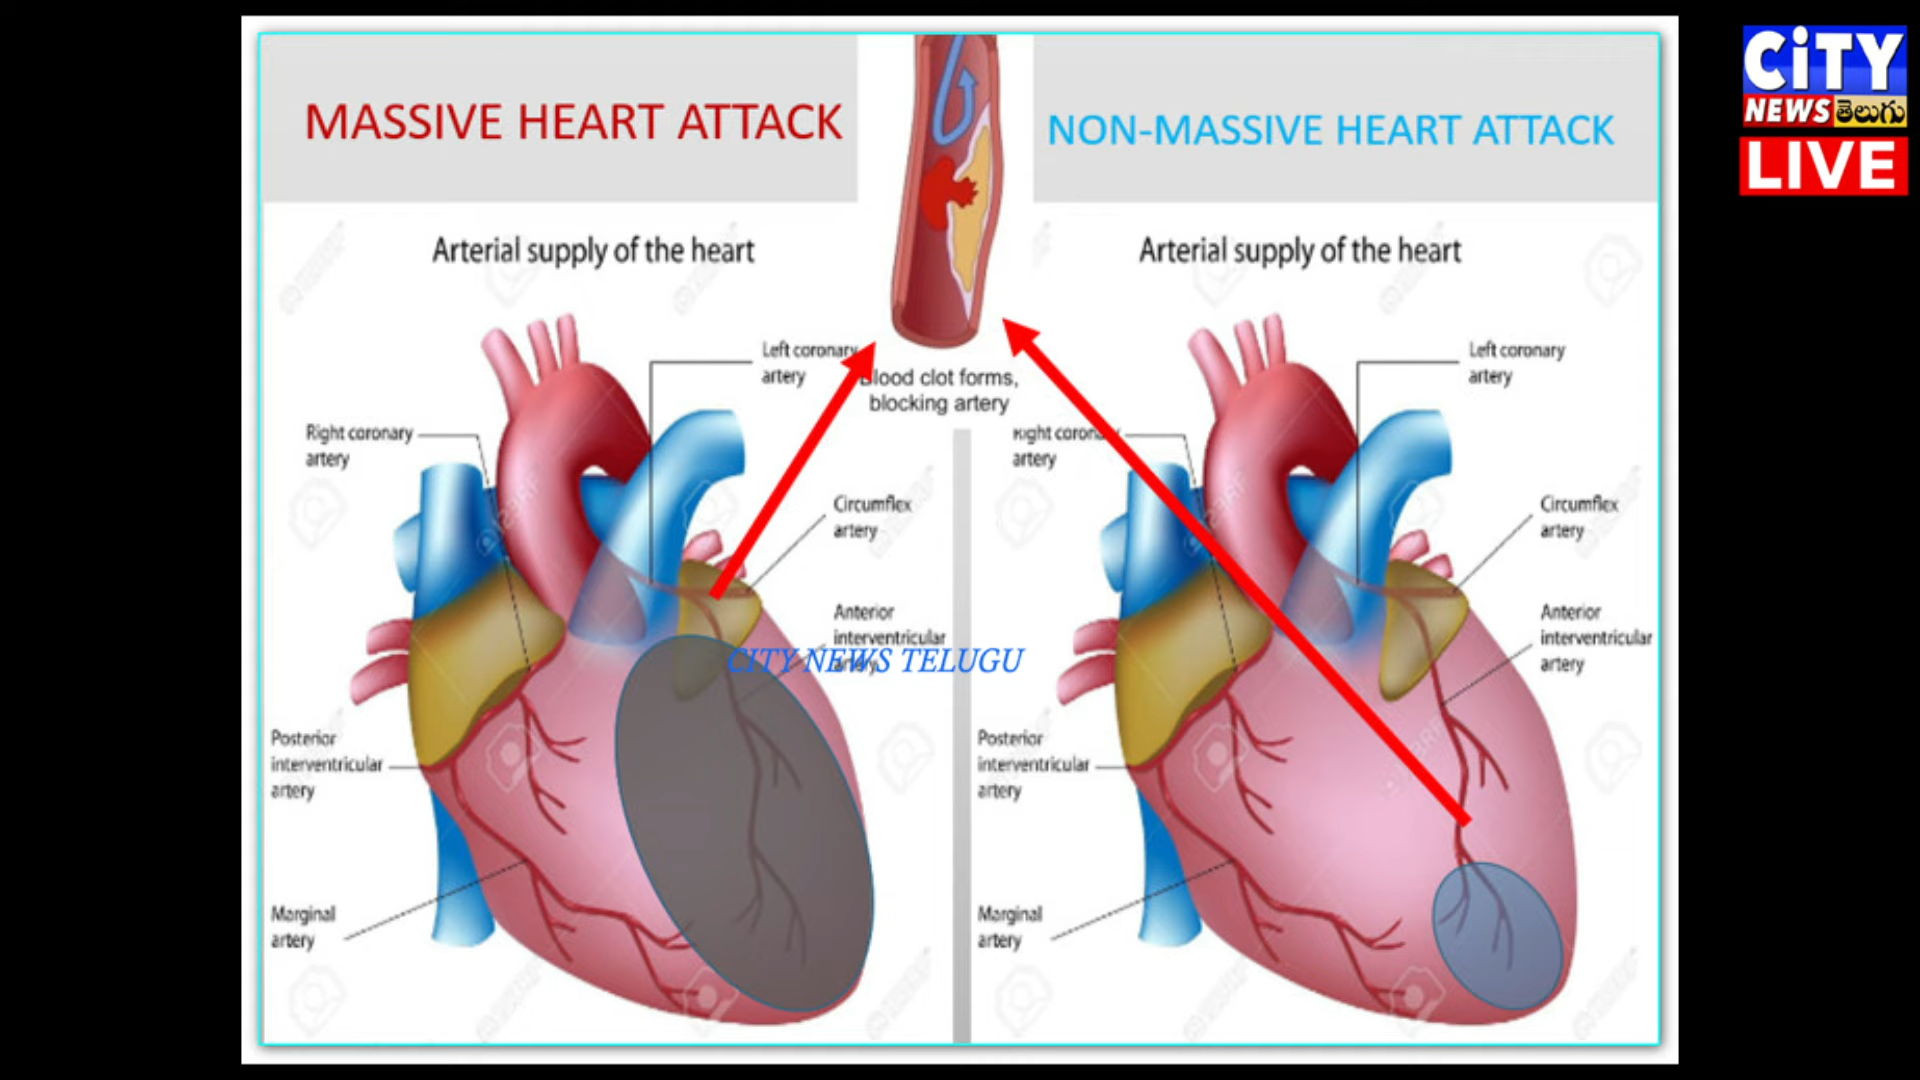 MASSIVE HEART ATTACK
NON-MASSIVE HEART ATTACK
CiTY
NEWS తెలుగు
LIVE
Arterial supply of the heart
Left coronary
artery
Right coronary
artery
Circumflex
artery
Anterior
interventricular
artery
Posterior
interventricular
artery
Marginal
artery
Blood clot forms,
blocking artery
CITY NEWS TELUGU
Arterial supply of the heart
Left coronary
artery
Right coronary
artery
Circumflex
artery
Anterior
interventricular
artery
Posterior
interventricular
artery
Marginal
artery